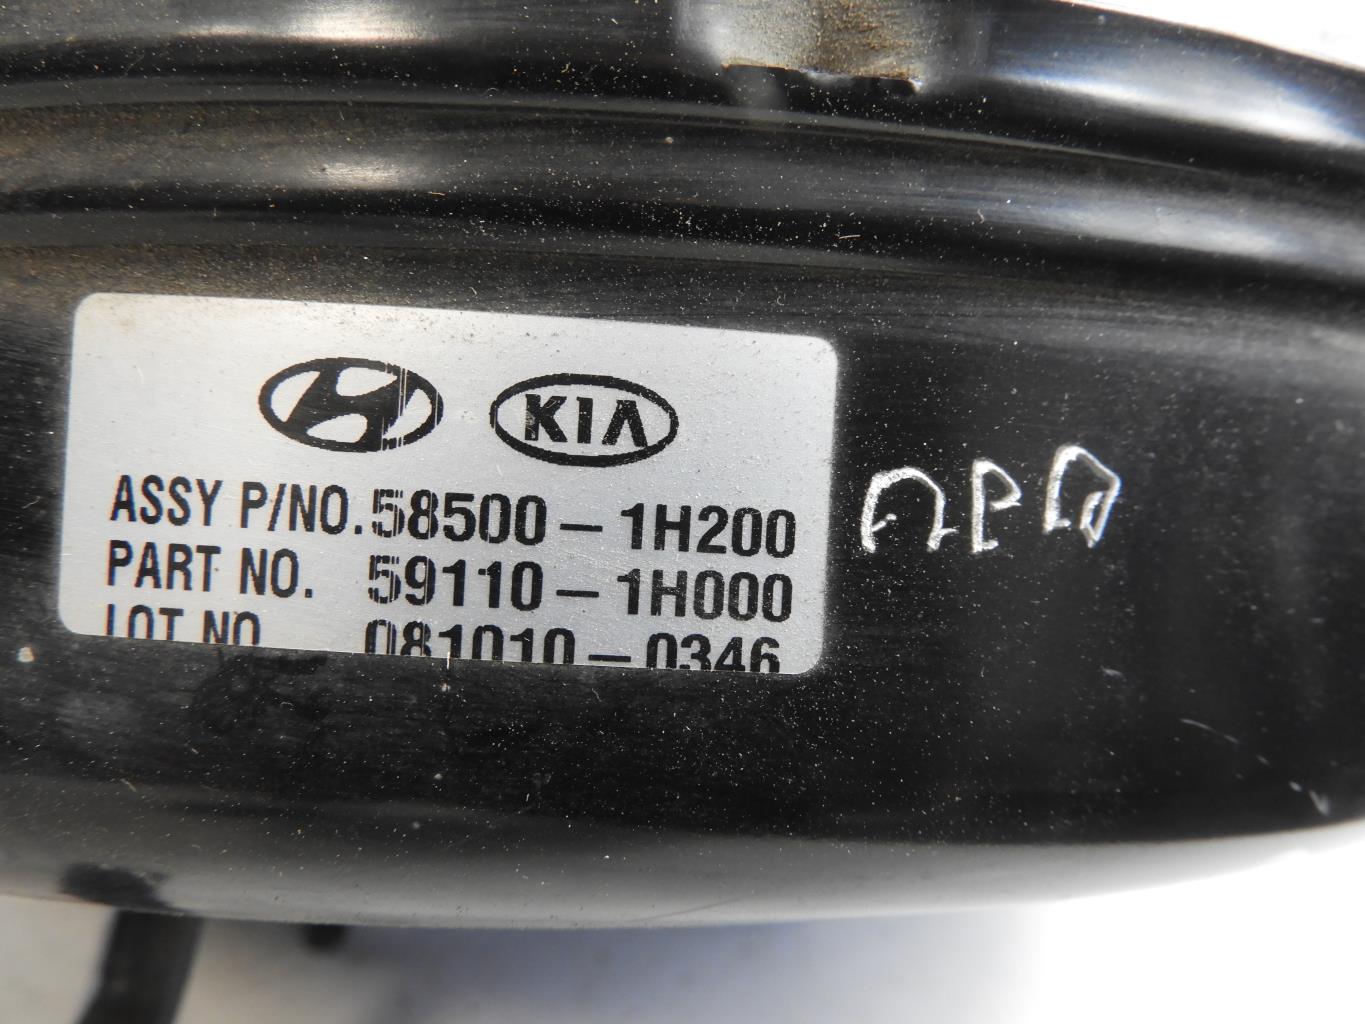 KIA
ASSY P/NO. 58500-1H200
PART NO. 59110-1H000
LOT NO. 081010-0346